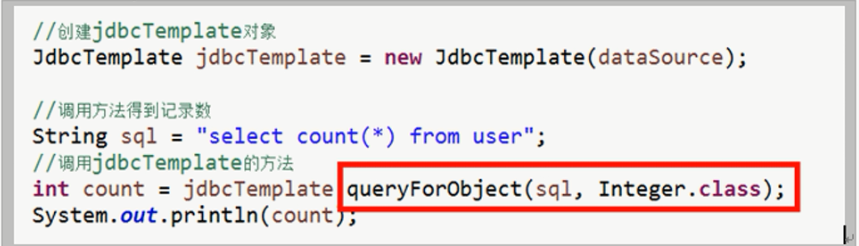 //创建jdbcTemplate对象
JdbcTemplate jdbcTemplate = new JdbcTemplate(dataSource);
//调用方法得到记录数
String sql = "select count(*) from user";
//调用jdbcTemplate的方法
int count = jdbcTemplate.queryForObject(sql, Integer.class);
System.out.println(count);